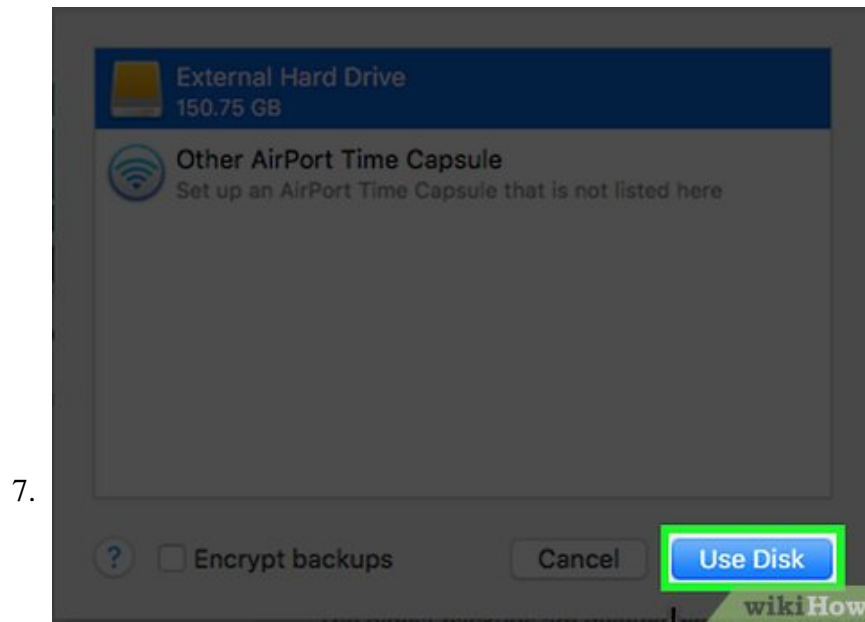 External Hard Drive
150.75 GB
Other AirPort Time Capsule
Set up an AirPort Time Capsule that is not listed here
7.
? Encrypt backups Cancel Use Disk
wikiHow